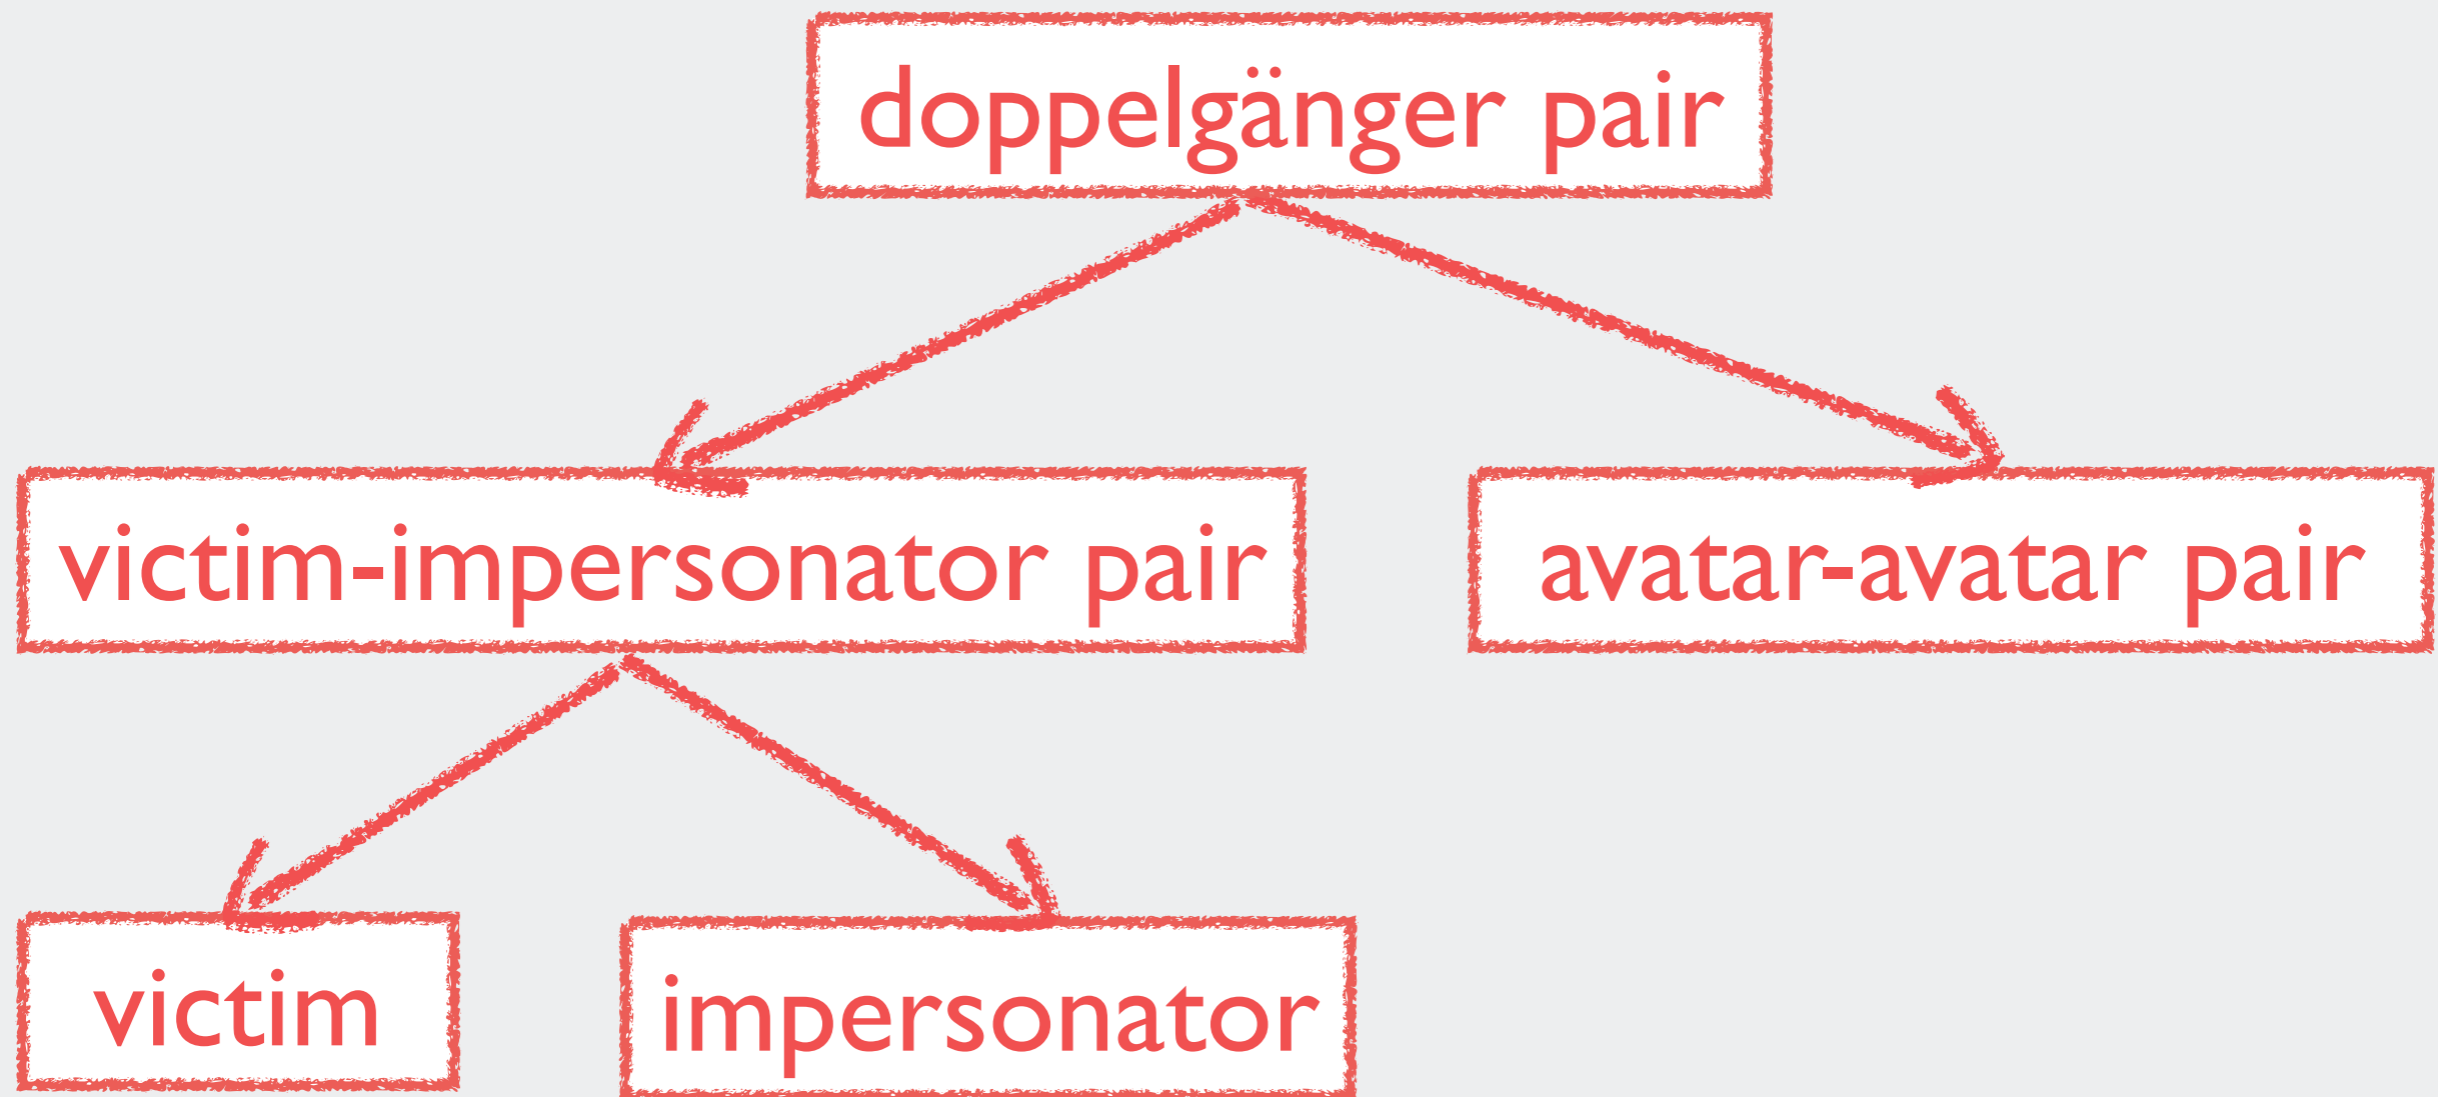 doppelgänger pair
victim-impersonator pair
avatar-avatar pair
victim
impersonator